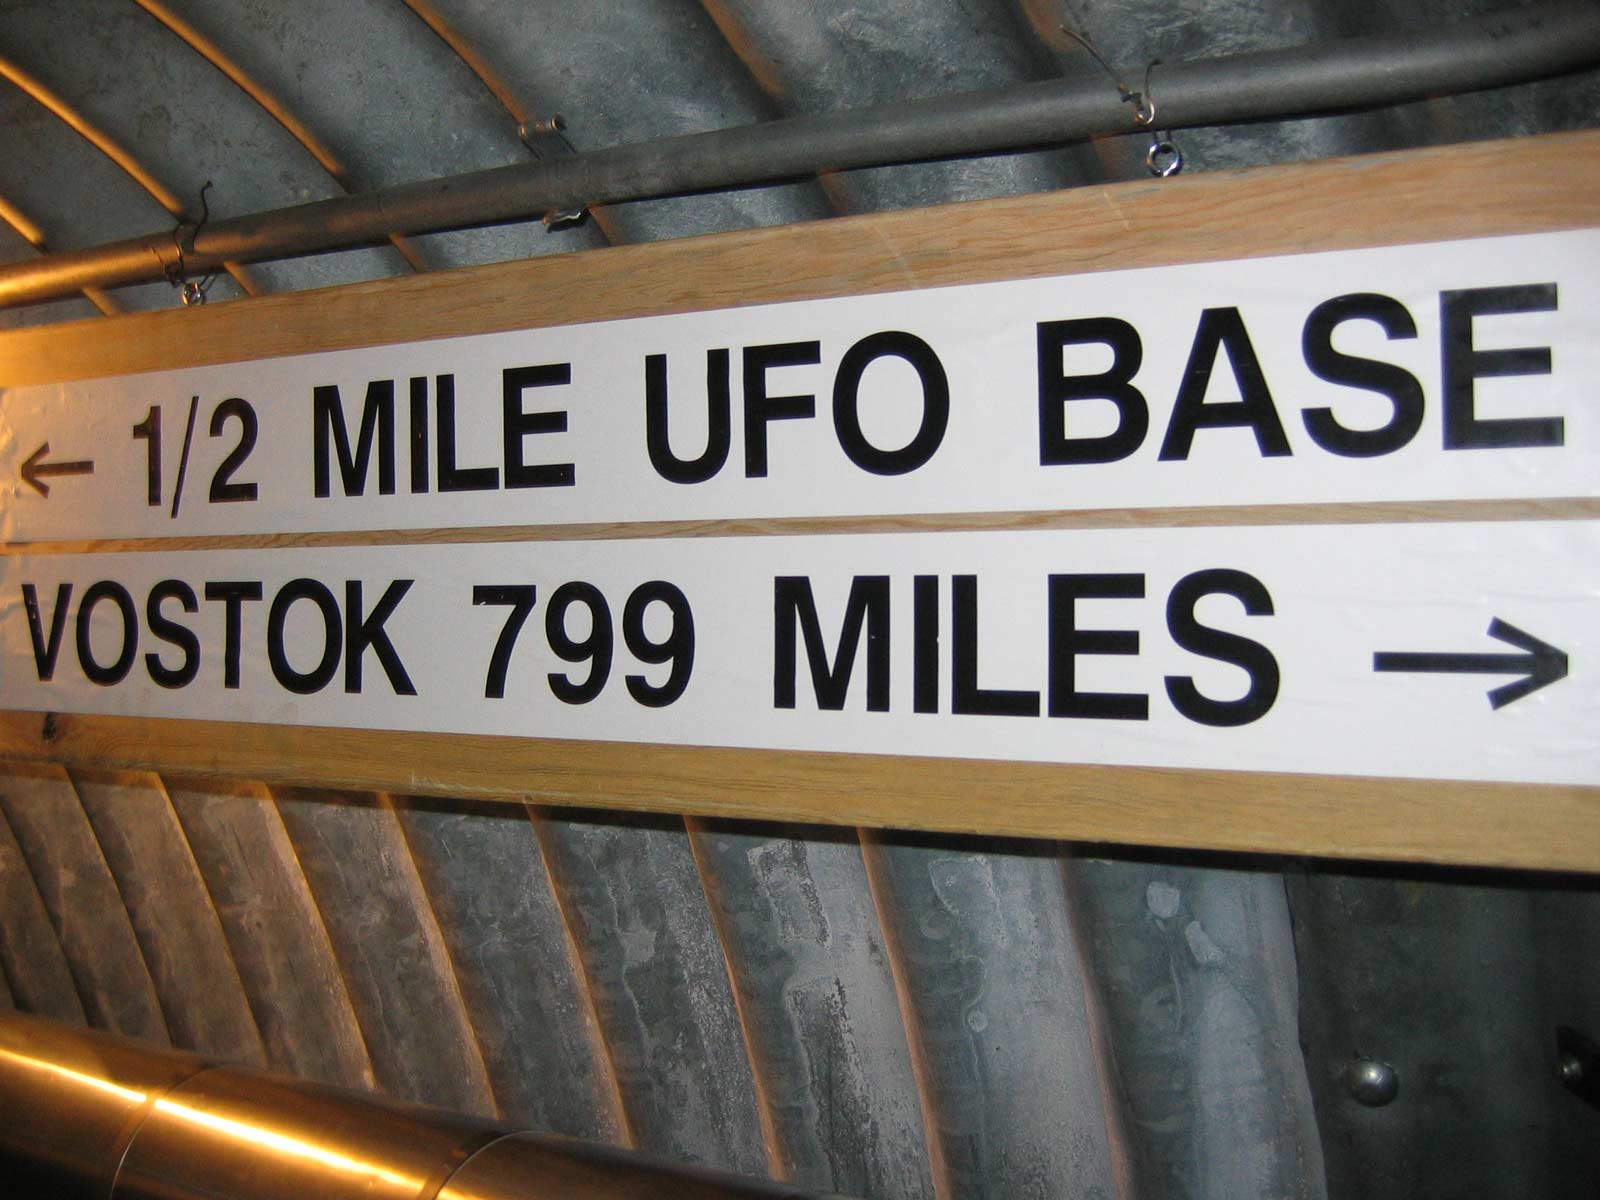 ← 1/2 MILE UFO BASE
VOSTOK 799 MILES →